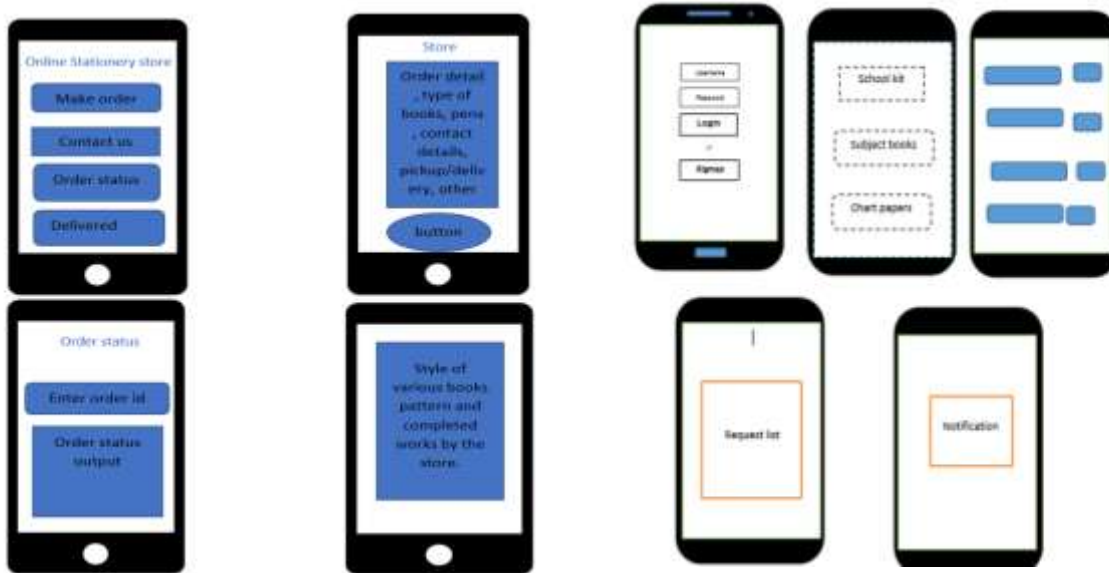 Online Stationery store
Make order
Contact us
Order status
Delivered
Store
Order detail
, type of
books, pens
, contact
details,
pickup/delive
ery, other
button
Username
Password
Login
School kit
Subject books
Chart papers
Order status
Enter order id
Order status
output
Style of
various books
pattern and
completed
works by the
store.
Request list
Notification